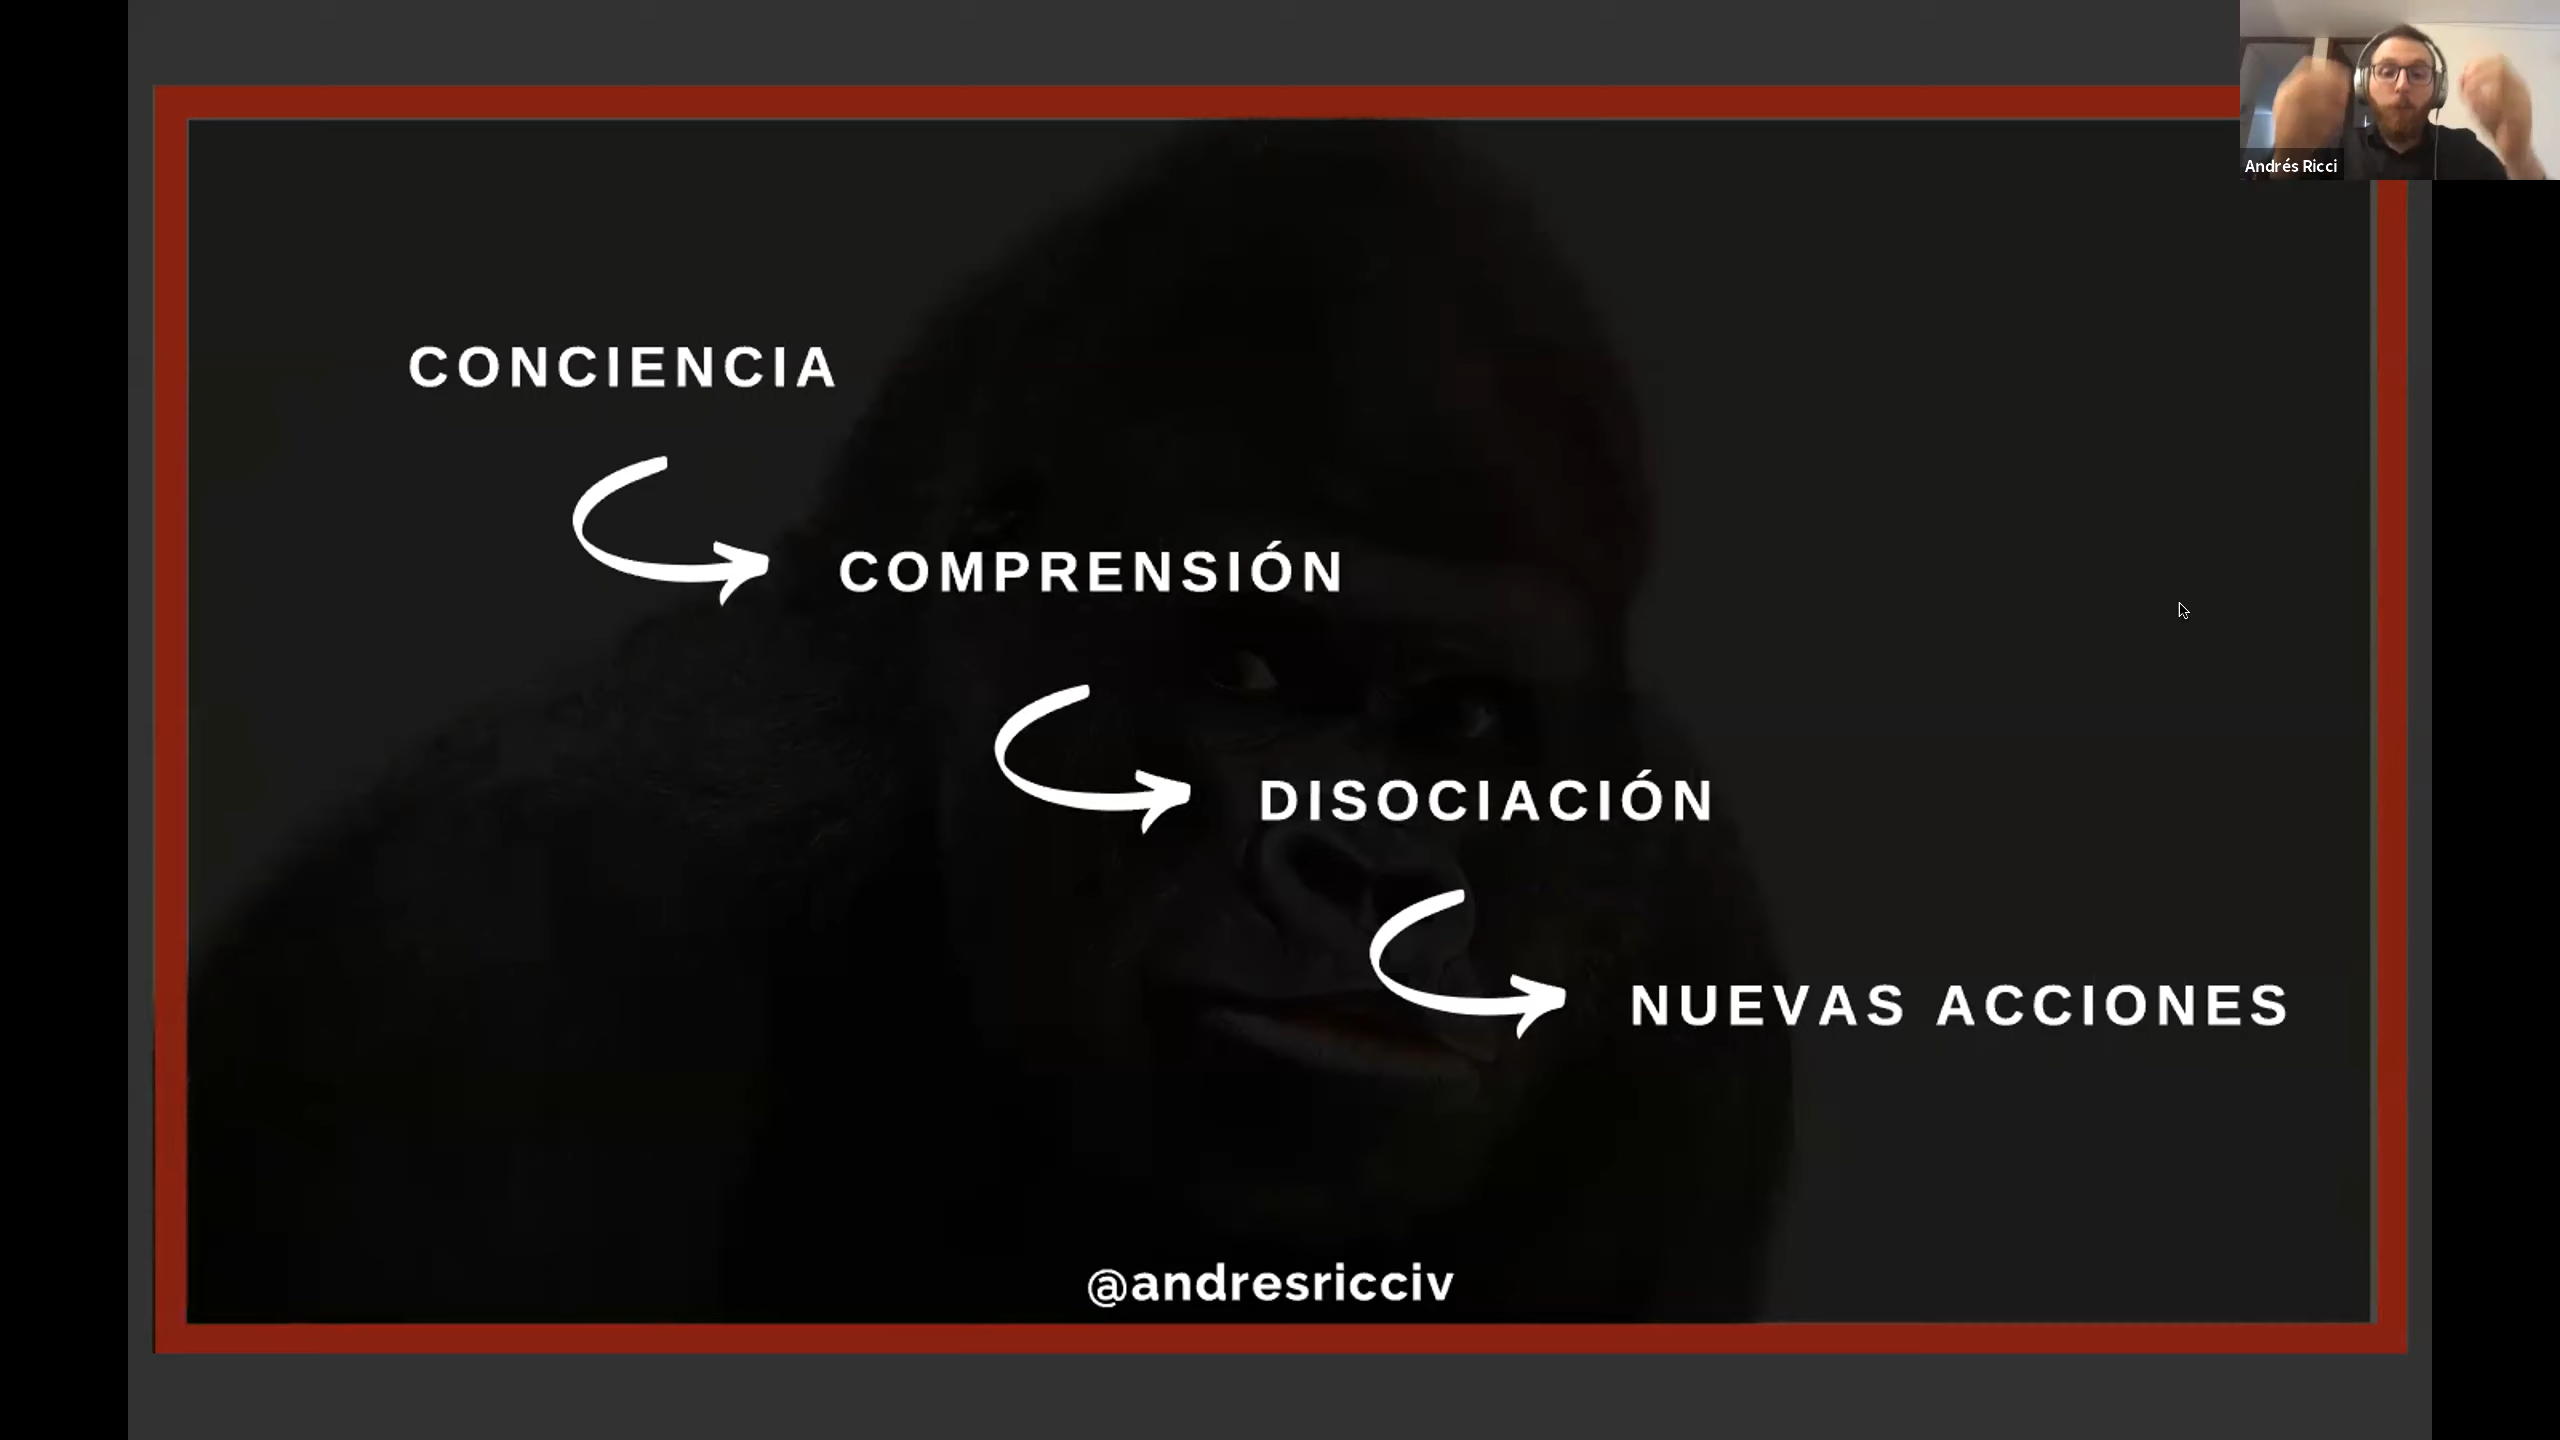 Andrés Ricci
CONCIENCIA
COMPRENSIÓN
DISOCIACIÓN
NUEVAS ACCIONES
@andresricciv